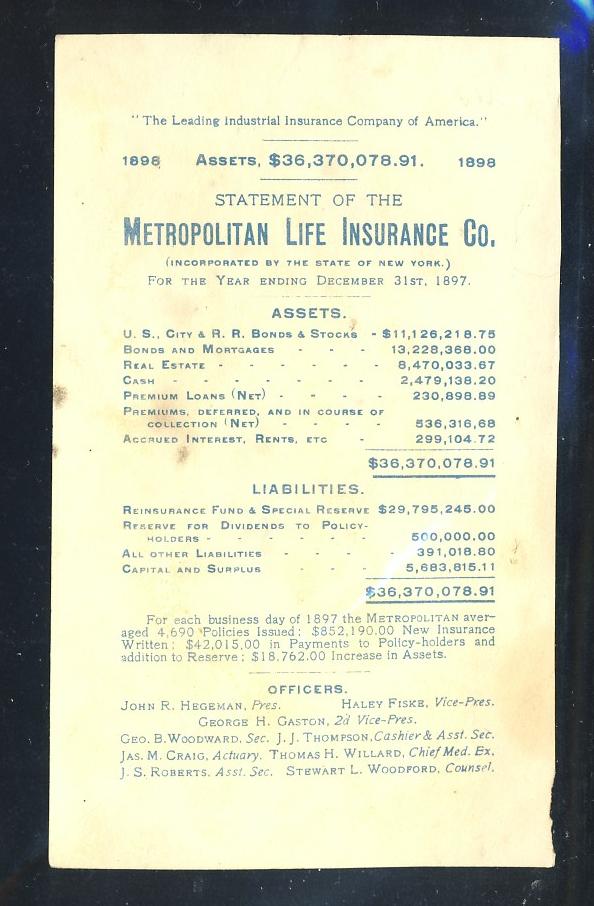 "The Leading Industrial Insurance Company of America."
1898 ASSETS, $36,370,078.91. 1898
STATEMENT OF THE
METROPOLITAN LIFE INSURANCE CO.
(INCORPORATED BY THE STATE OF NEW YORK.)
FOR THE YEAR ENDING DECEMBER 31ST, 1897.
ASSETS.
U. S., CITY & R. R. BONDS & STOCKS - $11,126,218.75
BONDS AND MORTGAGES - - - 13,228,368.00
REAL ESTATE - - - - - - 8,470,033.67
CASH - - - - - - - 2,479,138.20
PREMIUM LOANS (NET) - - - - 230,898.89
PREMIUMS, DEFERRED, AND IN COURSE OF
COLLECTION (NET) - - - 536,316,68
ACCRUED INTEREST, RENTS, ETC - - 299,104.72
$36,370,078.91
LIABILITIES.
REINSURANCE FUND & SPECIAL RESERVE $29,795,245.00
RESERVE FOR DIVIDENDS TO POLICY-
HOLDERS - - - - - - 500,000.00
ALL OTHER LIABILITIES - - - - 391,018.80
CAPITAL AND SURPLUS - - - 5,683,815.11
$36,370,078.91
For each business day of 1897 the METROPOLITAN aver-
aged 4,690 Policies Issued; $852,190.00 New Insurance
Written; $42,015.00 in Payments to Policy-holders and
addition to Reserve; $18,762.00 Increase in Assets.
OFFICERS.
JOHN R. HEGEMAN, Pres. HALEY FISKE, Vice-Pres.
GEORGE H. GASTON, 2d Vice-Pres.
GEO. B. WOODWARD, Sec. J. J. THOMPSON, Cashier & Asst. Sec.
JAS. M. CRAIG, Actuary. THOMAS H. WILLARD, Chief Med. Ex.
J. S. ROBERTS, Asst. Sec. STEWART L. WOODFORD, Counsel.